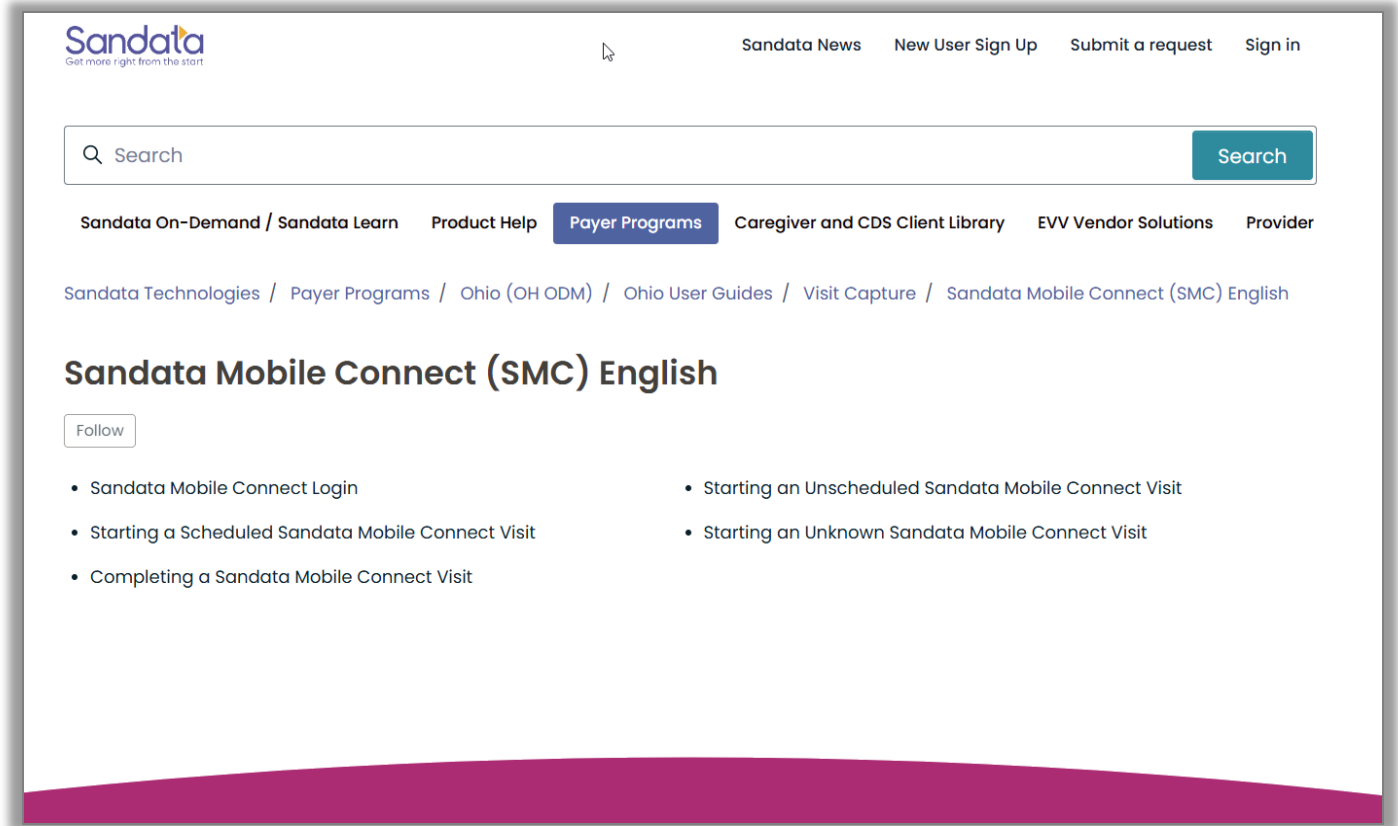 Sandata
Get more right from the start
Sandata News New User Sign Up Submit a request Sign in
Search Search
Sandata On-Demand / Sandata Learn Product Help Payer Programs Caregiver and CDS Client Library EVV Vendor Solutions Provider
Sandata Technologies / Payer Programs / Ohio (OH ODM) / Ohio User Guides / Visit Capture / Sandata Mobile Connect (SMC) English
Sandata Mobile Connect (SMC) English
Follow
• Sandata Mobile Connect Login
• Starting an Unscheduled Sandata Mobile Connect Visit
• Starting a Scheduled Sandata Mobile Connect Visit
• Starting an Unknown Sandata Mobile Connect Visit
• Completing a Sandata Mobile Connect Visit